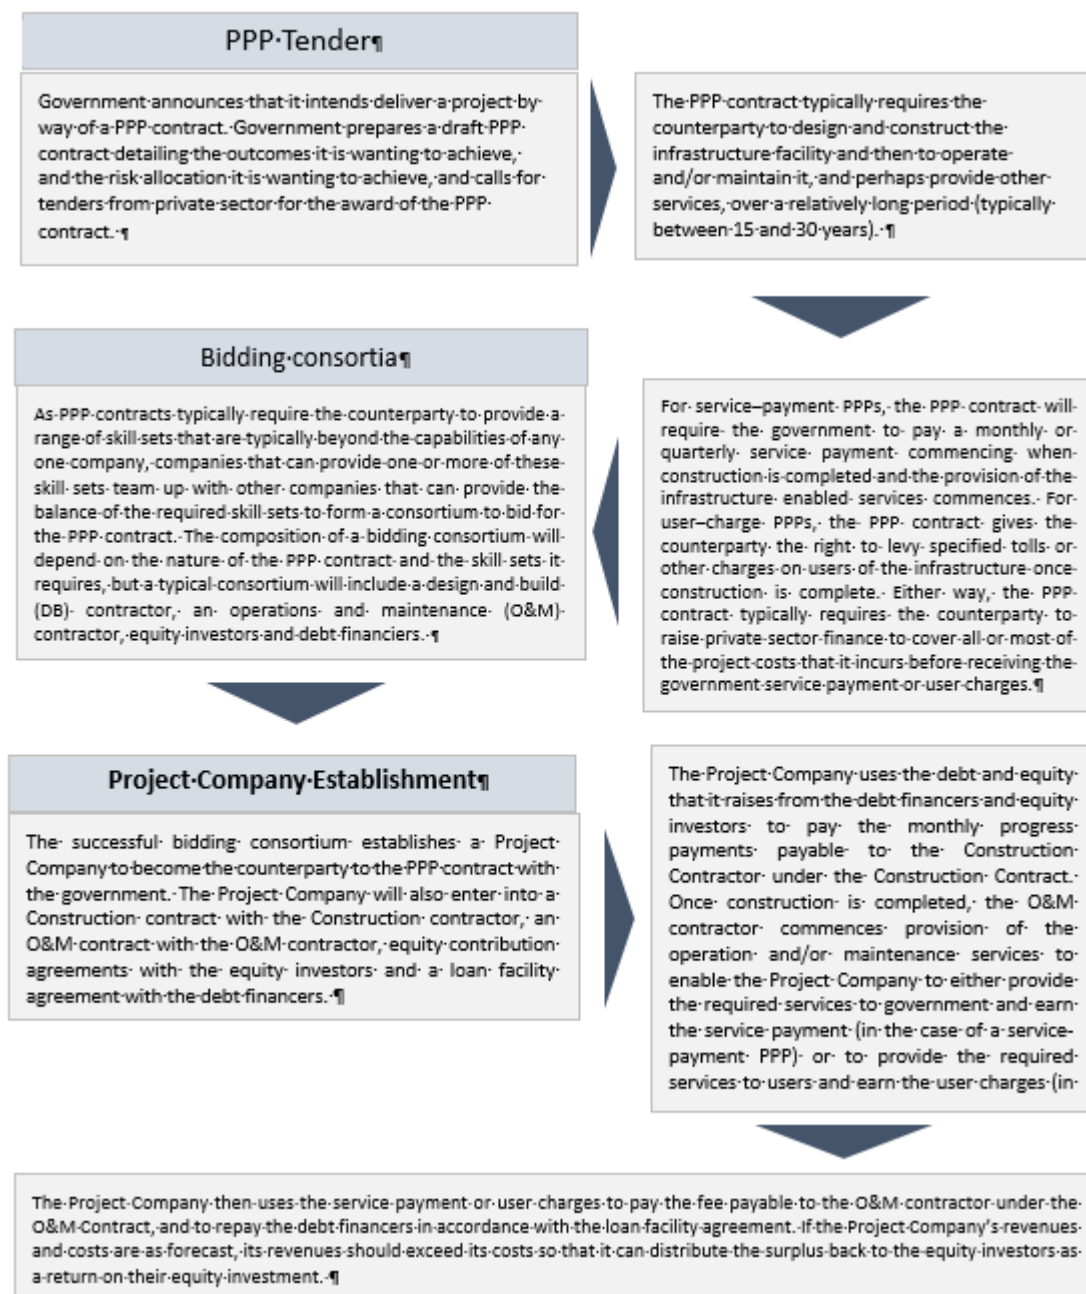 PPP·Tender¶
Government·announces·that·it·intends·deliver·a·project·by·
way·of·a·PPP·contract.·Government·prepares·a·draft·PPP·
contract·detailing·the·outcomes·it·is·wanting·to·achieve,·
and·the·risk·allocation·it·is·wanting·to·achieve,·and·calls·for·
tenders·from·private·sector·for·the·award·of·the·PPP·
contract.·¶
The·PPP·contract·typically·requires·the·
counterparty·to·design·and·construct·the·
infrastructure·facility·and·then·to·operate·
and/or·maintain·it,·and·perhaps·provide·other·
services,·over·a·relatively·long·period·(typically·
between·15·and·30·years).·¶
For·service–payment·PPPs,·the·PPP·contract·will·
require·the·government·to·pay·a·monthly·or·
quarterly·service·payment·commencing·when·
construction·is·completed·and·the·provision·of·the·
infrastructure·enabled·services·commences.·For·
user–charge·PPPs,·the·PPP·contract·gives·the·
counterparty·the·right·to·levy·specified·tolls·or·
other·charges·on·users·of·the·infrastructure·once·
construction·is·complete.·Either·way,·the·PPP·
contract·typically·requires·the·counterparty·to·
raise·private·sector·finance·to·cover·all·or·most·of·
the·project·costs·that·it·incurs·before·receiving·the·
government·service·payment·or·user·charges.¶
Bidding·consortia¶
As·PPP·contracts·typically·require·the·counterparty·to·provide·a·
range·of·skill·sets·that·are·typically·beyond·the·capabilities·of·any·
one·company,·companies·that·can·provide·one·or·more·of·these·
skill·sets·team·up·with·other·companies·that·can·provide·the·
balance·of·the·required·skill·sets·to·form·a·consortium·to·bid·for·
the·PPP·contract.·The·composition·of·a·bidding·consortium·will·
depend·on·the·nature·of·the·PPP·contract·and·the·skill·sets·it·
requires,·but·a·typical·consortium·will·include·a·design·and·build·
(DB)·contractor,·an·operations·and·maintenance·(O&M)·
contractor,·equity·investors·and·debt·financiers.·¶
Project·Company·Establishment¶
The·successful·bidding·consortium·establishes·a·Project·
Company·to·become·the·counterparty·to·the·PPP·contract·with·
the·government.·The·Project·Company·will·also·enter·into·a·
Construction·contract·with·the·Construction·contractor,·an·
O&M·contract·with·the·O&M·contractor,·equity·contribution·
agreements·with·the·equity·investors·and·a·loan·facility·
agreement·with·the·debt·financers.·¶
The·Project·Company·uses·the·debt·and·equity·
that·it·raises·from·the·debt·financers·and·equity·
investors·to·pay·the·monthly·progress·
payments·payable·to·the·Construction·
Contractor·under·the·Construction·Contract.·
Once·construction·is·completed,·the·O&M·
contractor·commences·provision·of·the·
operation·and/or·maintenance·services·to·
enable·the·Project·Company·to·either·provide·
the·required·services·to·government·and·earn·
the·service·payment·(in·the·case·of·a·service-
payment·PPP)·or·to·provide·the·required·
services·to·users·and·earn·the·user·charges·(in·
The·Project·Company·then·uses·the·service·payment·or·user·charges·to·pay·the·fee·payable·to·the·O&M·contractor·under·the·
O&M·Contract,·and·to·repay·the·debt·financers·in·accordance·with·the·loan·facility·agreement.·If·the·Project·Company's·revenues·
and·costs·are·as·forecast,·its·revenues·should·exceed·its·costs·so·that·it·can·distribute·the·surplus·back·to·the·equity·investors·as·
a·return·on·their·equity·investment.·¶